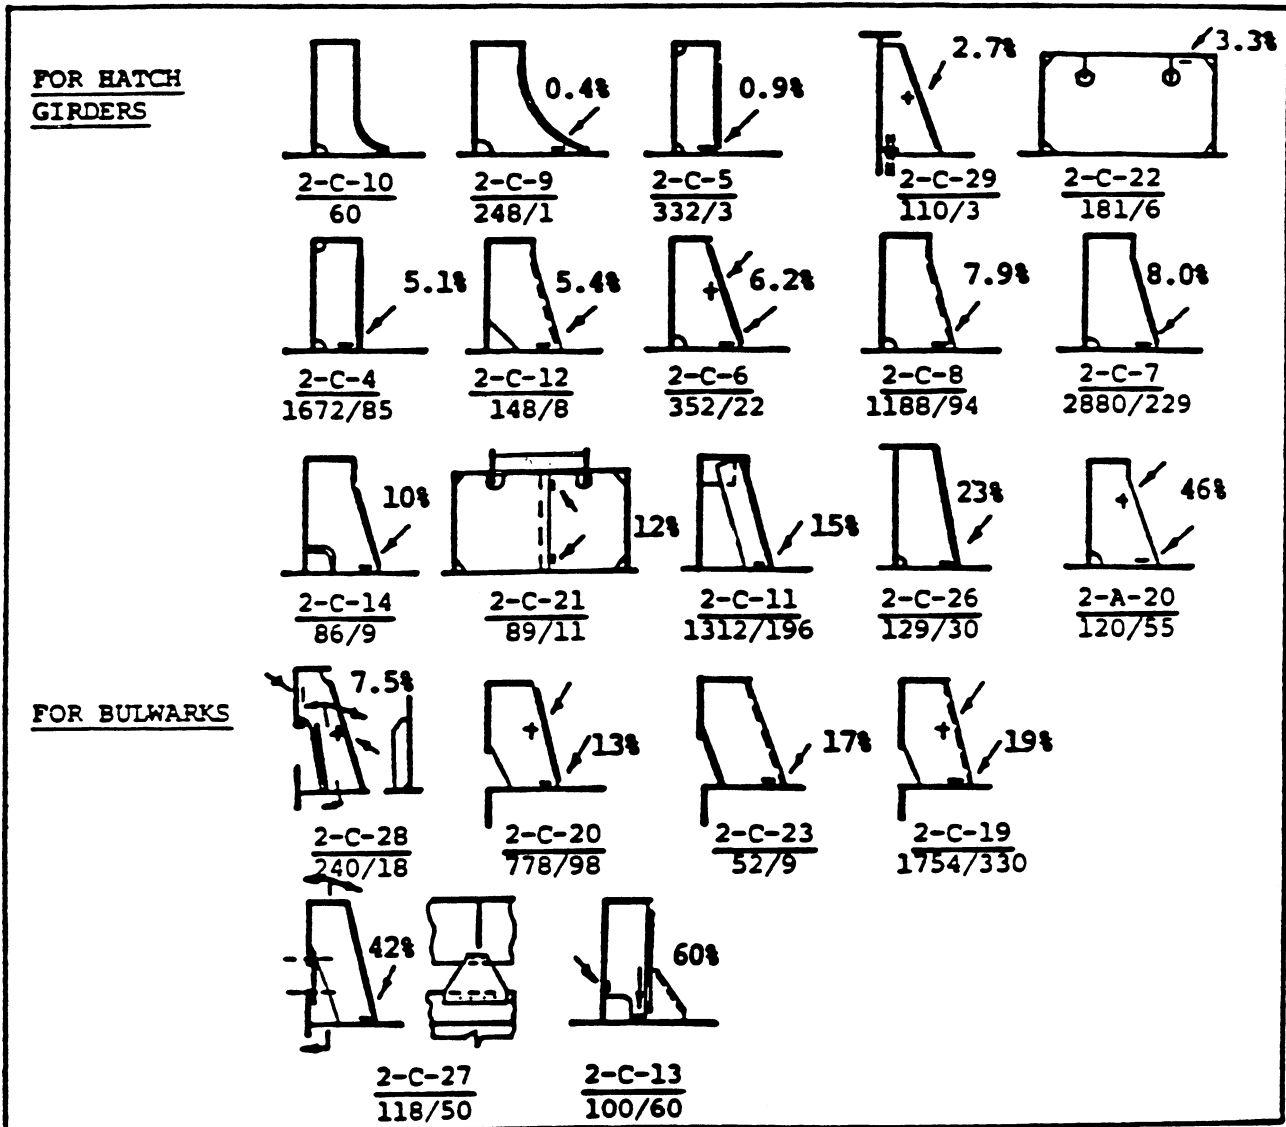 FOR HATCH
GIRDERS
0.4%
0.9%
2.7%
3.3%
2-C-10
60
2-C-9
248/1
2-C-5
332/3
2-C-29
110/3
2-C-22
181/6
5.1%
5.4%
6.2%
7.9%
8.0%
2-C-4
1672/85
2-C-12
148/8
2-C-6
352/22
2-C-8
1188/94
2-C-7
2880/229
10%
12%
15%
23%
46%
2-C-14
86/9
2-C-21
89/11
2-C-11
1312/196
2-C-26
129/30
2-A-20
120/55
FOR BULWARKS
7.5%
13%
17%
19%
2-C-28
240/18
2-C-20
778/98
2-C-23
52/9
2-C-19
1754/330
42%
60%
2-C-27
118/50
2-C-13
100/60